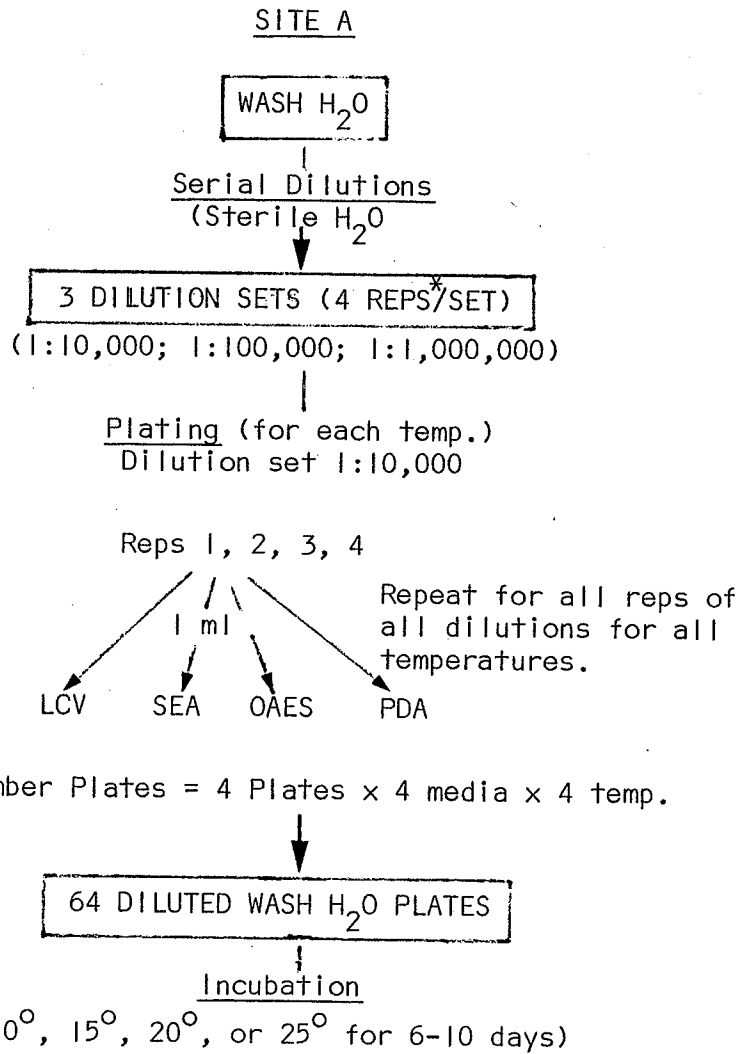 SITE A
WASH H2O
Serial Dilutions
(Sterile H2O
3 DILUTION SETS (4 REPS*/SET)
(1:10,000; 1:100,000; 1:1,000,000)
Plating (for each temp.)
Dilution set 1:10,000
Reps 1, 2, 3, 4
Repeat for all reps of
1 ml
all dilutions for all
temperatures.
LCV SEA OAES PDA
mber Plates = 4 Plates x 4 media x 4 temp.
64 DILUTED WASH H2O PLATES
Incubation
0°, 15°, 20°, or 25° for 6-10 days)